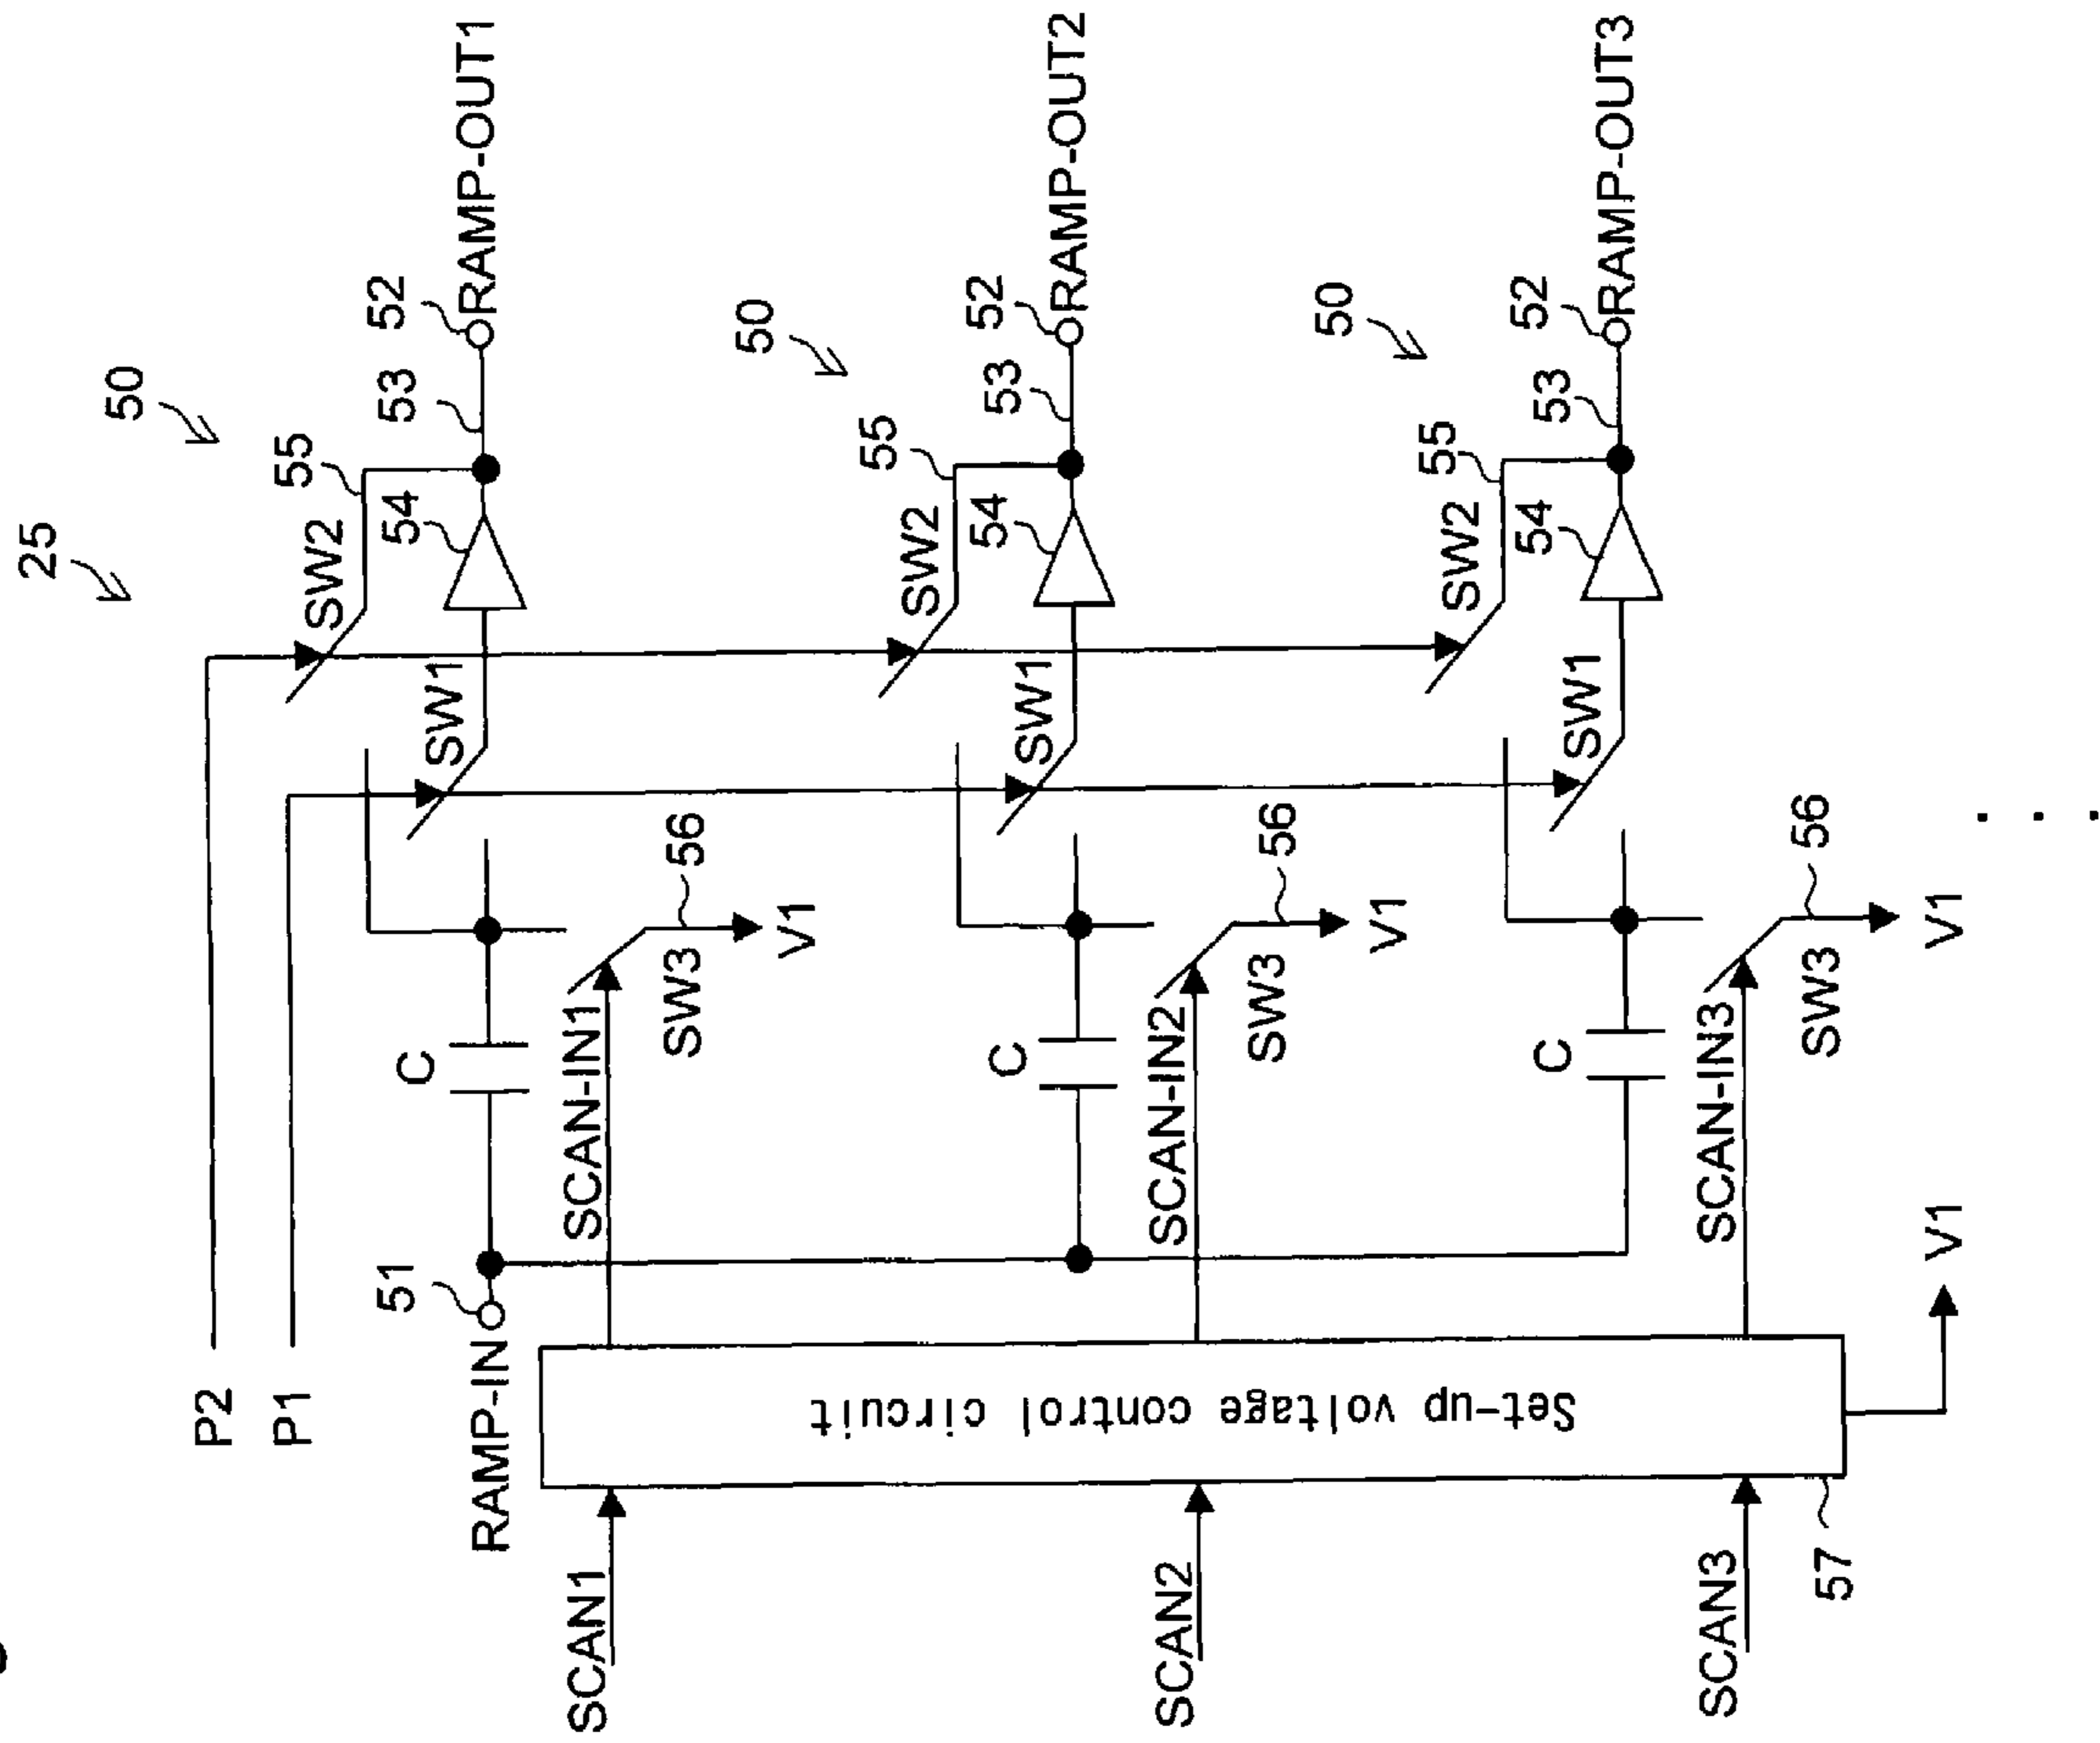 25
50
P2
SW2
55
P1
SW1
54
53
52
RAMP-OUT1
RAMP-IN
51
C
SCAN1
SCAN-IN1
SW3
56
V1
50
SW2
55
SW1
54
53
52
RAMP-OUT2
C
SCAN2
SCAN-IN2
SW3
56
V1
Set-up voltage control circuit
50
SW2
55
SW1
54
53
52
RAMP-OUT3
C
SCAN3
SCAN-IN3
SW3
56
V1
57
V1
. . .